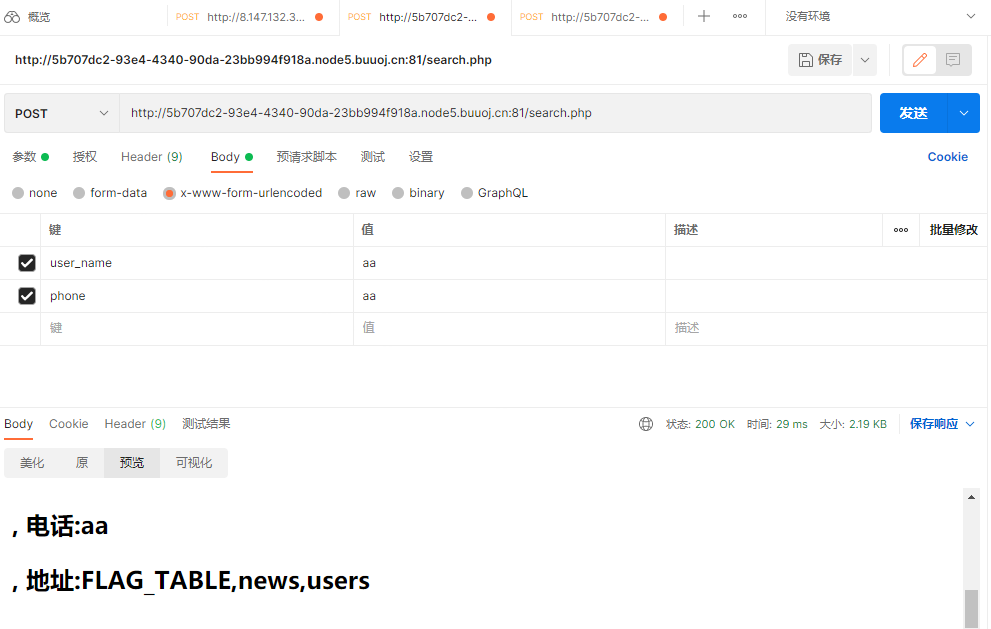 概览
POST http://8.147.132.3...
POST http://5b707dc2-...
POST http://5b707dc2-...
没有环境
http://5b707dc2-93e4-4340-90da-23bb994f918a.node5.buuoj.cn:81/search.php
保存
POST
http://5b707dc2-93e4-4340-90da-23bb994f918a.node5.buuoj.cn:81/search.php
发送
参数 授权 Header (9) Body 预请求脚本 测试 设置 Cookie
none form-data x-www-form-urlencoded raw binary GraphQL
键 值 描述 批量修改
user_name aa
phone aa
键 值 描述
Body Cookie Header (9) 测试结果 状态: 200 OK 时间: 29 ms 大小: 2.19 KB 保存响应
美化 原 预览 可视化
, 电话:aa
, 地址:FLAG_TABLE,news,users